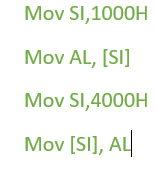 Mov SI,1000H
Mov AL, [SI]
Mov SI,4000H
Mov [SI], AL